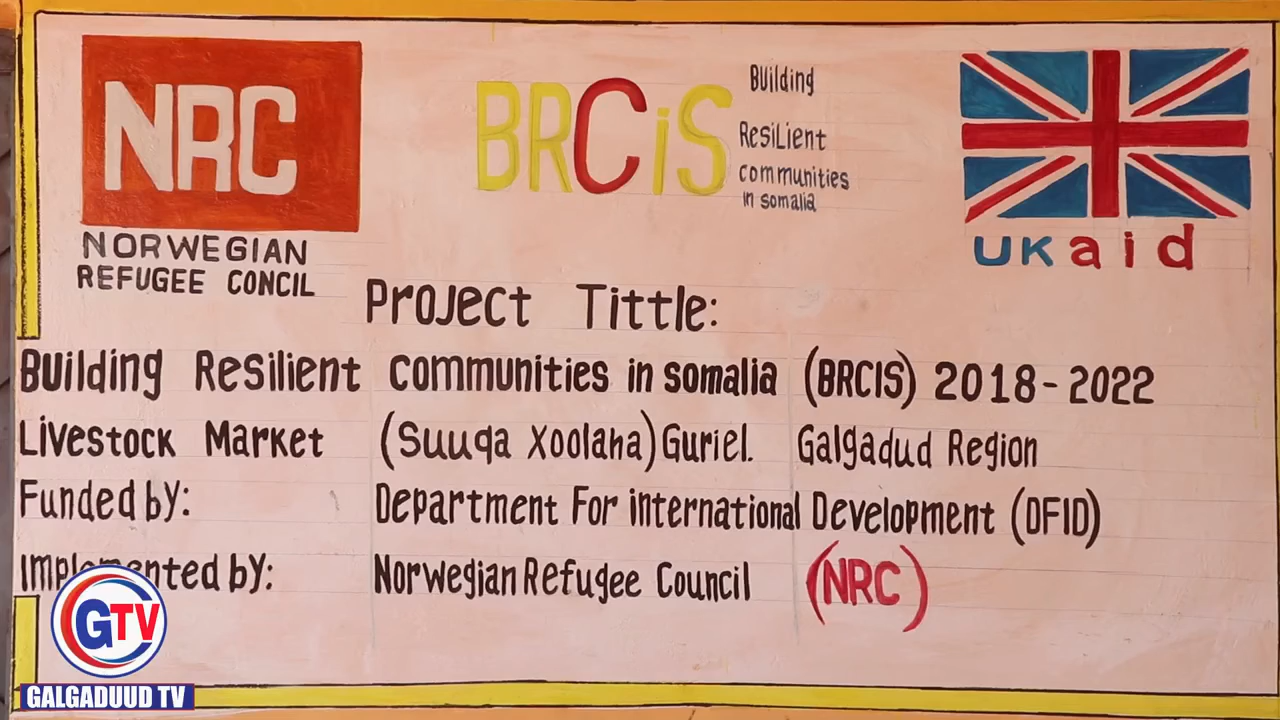 NRC
NORWEGIAN
REFUGEE CONCIL
BRCiS
Building
Resilient
communities
in somalia
UKaid
Project Tittle:
Building Resilient communities in somalia (BRCIS) 2018-2022
Livestock Market (Suuqa Xoolaha) Guriel. Galgadud Region
Funded by: Department For international Development (DFID)
Implemented by: Norwegian Refugee Council (NRC)
GTV
GALGADUUD TV